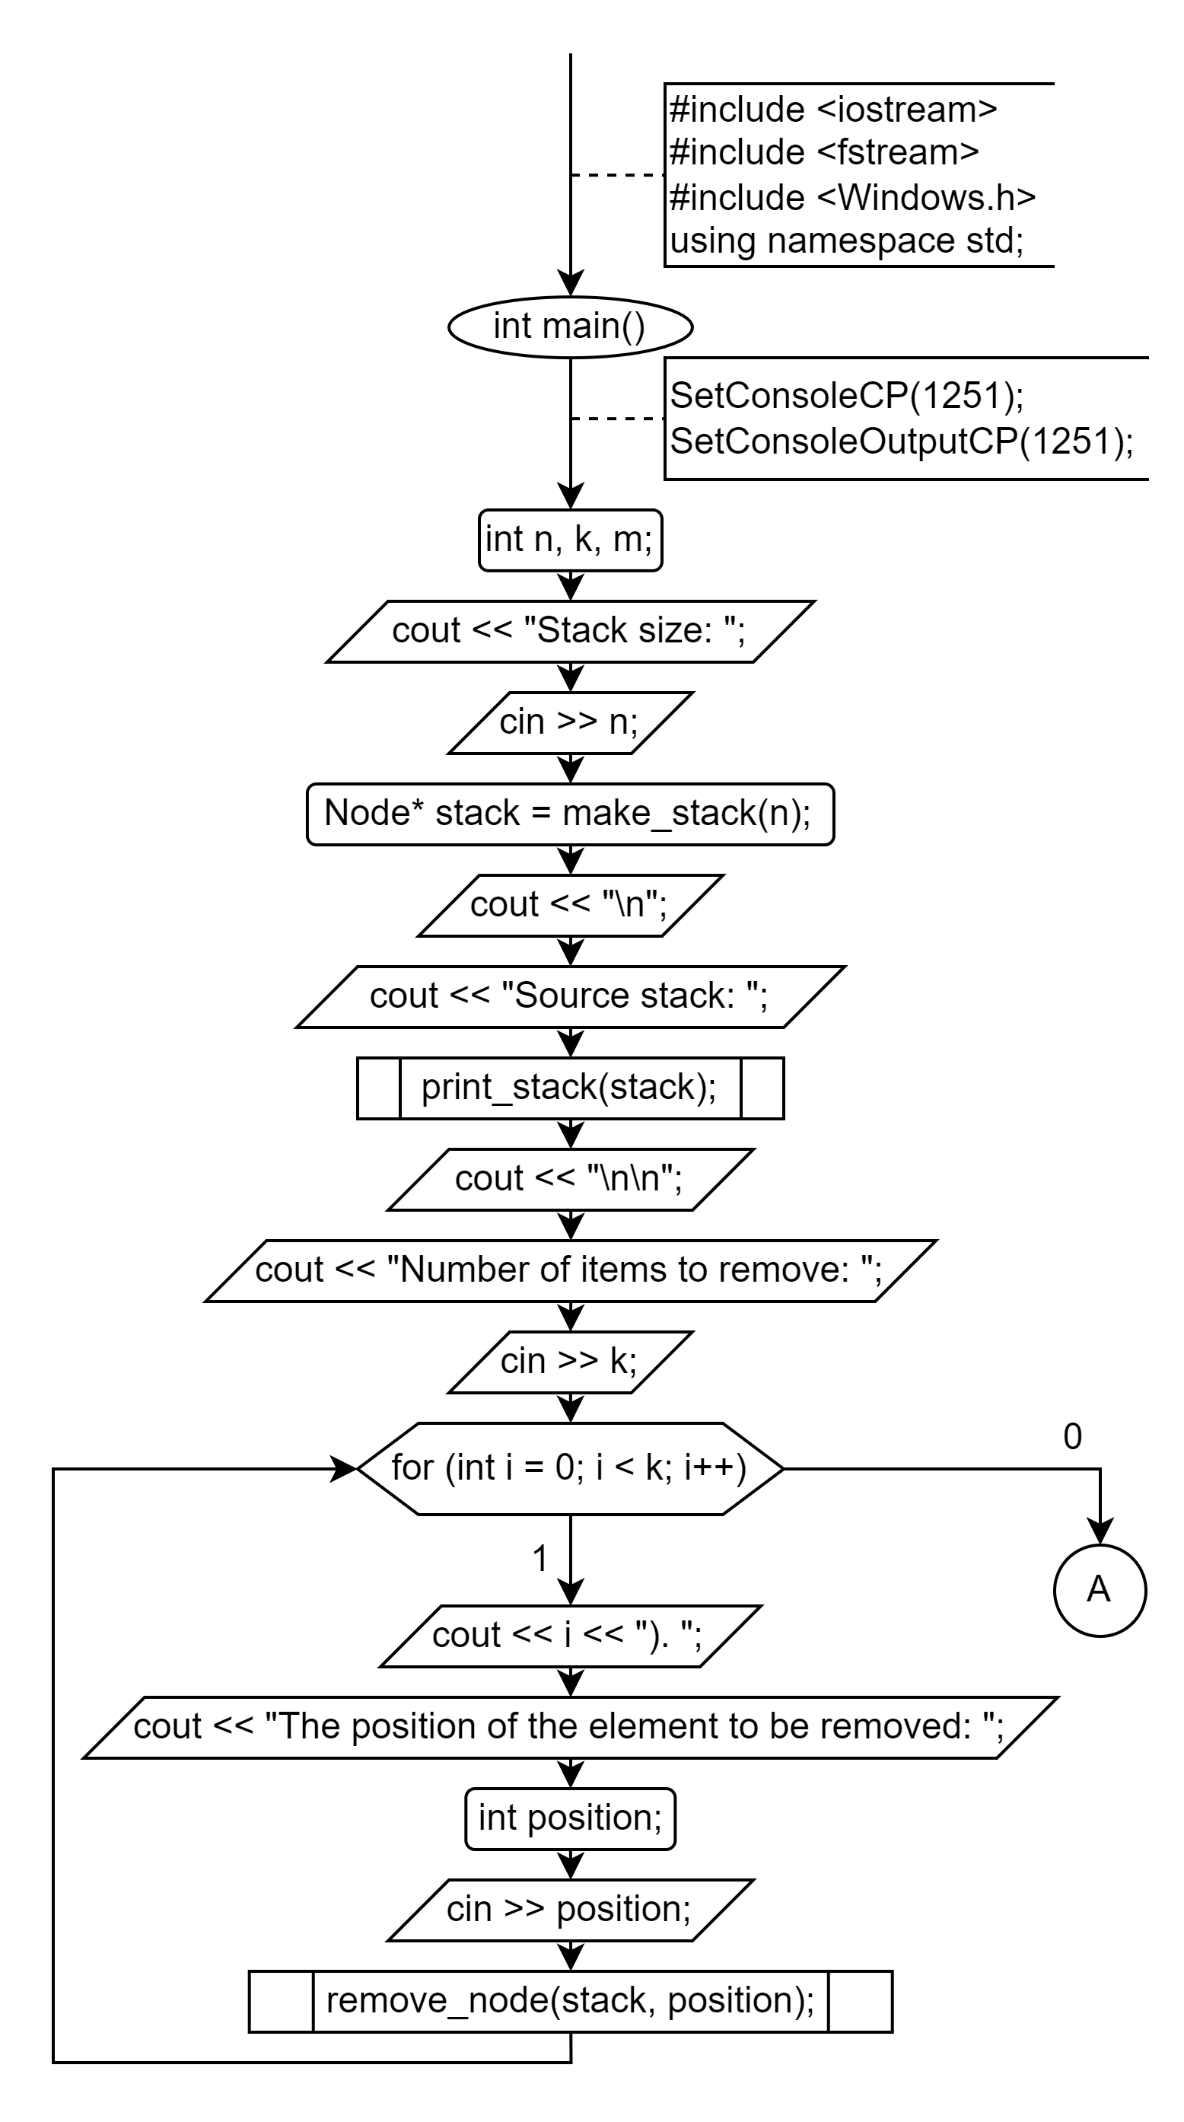 #include <iostream>
#include <fstream>
#include <Windows.h>
using namespace std;
int main()
SetConsoleCP(1251);
SetConsoleOutputCP(1251);
int n, k, m;
cout << "Stack size: ";
cin >> n;
Node* stack = make_stack(n);
cout << "\n";
cout << "Source stack: ";
print_stack(stack);
cout << "\n\n";
cout << "Number of items to remove: ";
cin >> k;
for (int i = 0; i < k; i++)
0
1
A
cout << i << "). ";
cout << "The position of the element to be removed: ";
int position;
cin >> position;
remove_node(stack, position);